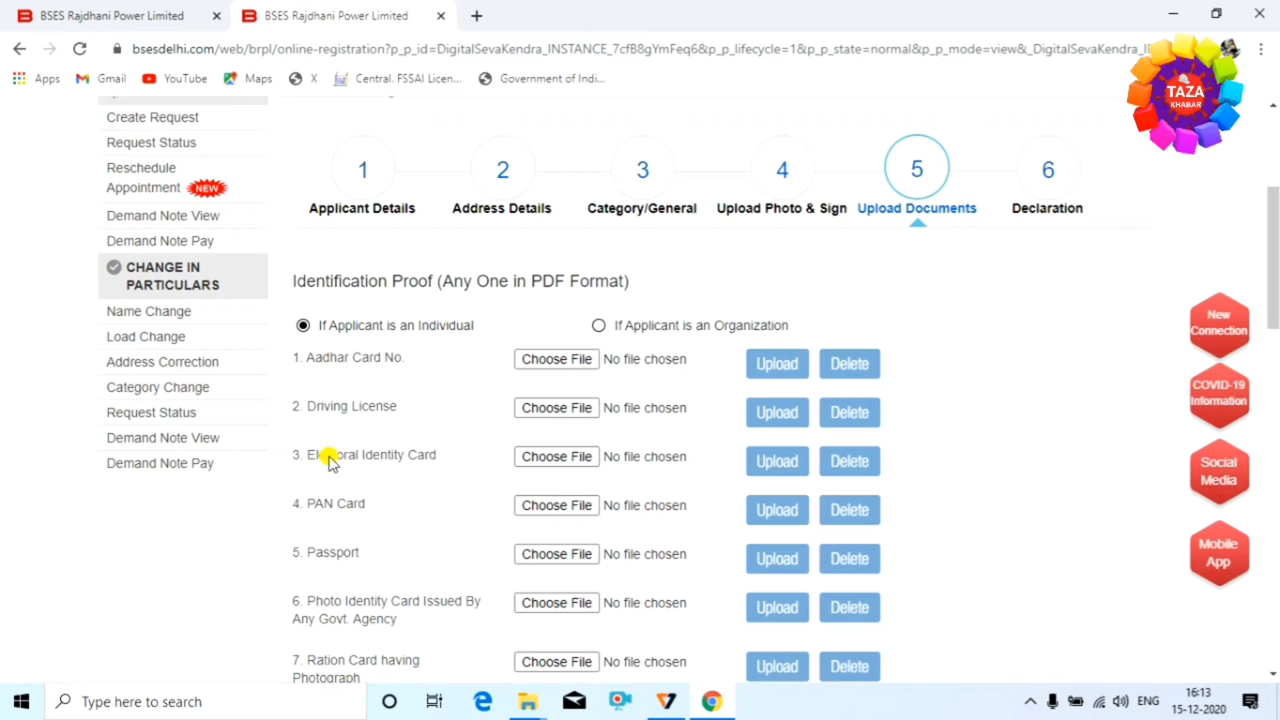 BSES Rajdhani Power Limited
BSES Rajdhani Power Limited
bsesdelhi.com/web/brpl/online-registration?p_p_id=DigitalSevaKendra_INSTANCE_7cfB8gYmFeq6&p_p_lifecycle=1&p_p_state=normal&p_p_mode=view&_DigitalSevaKendra_
Apps
Gmail
YouTube
Maps
X
Central. FSSAI Licen...
Government of Indi...
TAZA
KHABAR
Create Request
Request Status
Reschedule
Appointment NEW
Demand Note View
Demand Note Pay
CHANGE IN
PARTICULARS
Name Change
Load Change
Address Correction
Category Change
Request Status
Demand Note View
Demand Note Pay
1
2
3
4
5
6
Applicant Details
Address Details
Category/General
Upload Photo & Sign
Upload Documents
Declaration
Identification Proof (Any One in PDF Format)
If Applicant is an Individual
If Applicant is an Organization
1. Aadhar Card No.
Choose File No file chosen
Upload
Delete
2. Driving License
Choose File No file chosen
Upload
Delete
3. Electoral Identity Card
Choose File No file chosen
Upload
Delete
4. PAN Card
Choose File No file chosen
Upload
Delete
5. Passport
Choose File No file chosen
Upload
Delete
6. Photo Identity Card Issued By
Any Govt. Agency
Choose File No file chosen
Upload
Delete
7. Ration Card having
Photograph
Choose File No file chosen
Upload
Delete
New
Connection
COVID-19
Information
Social
Media
Mobile
App
Type here to search
ENG
16:13
15-12-2020